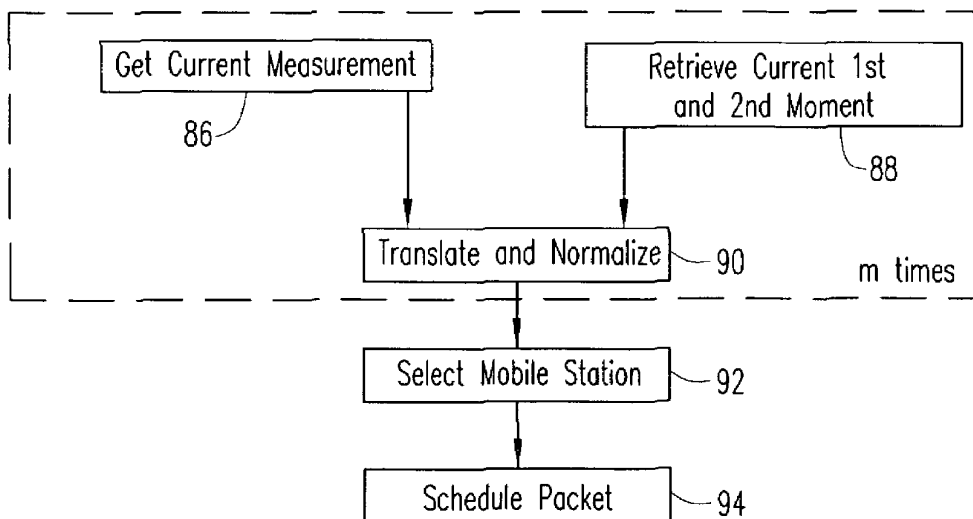 Get Current Measurement
86
Retrieve Current 1st
and 2nd Moment
88
Translate and Normalize
90
m times
Select Mobile Station
92
Schedule Packet
94